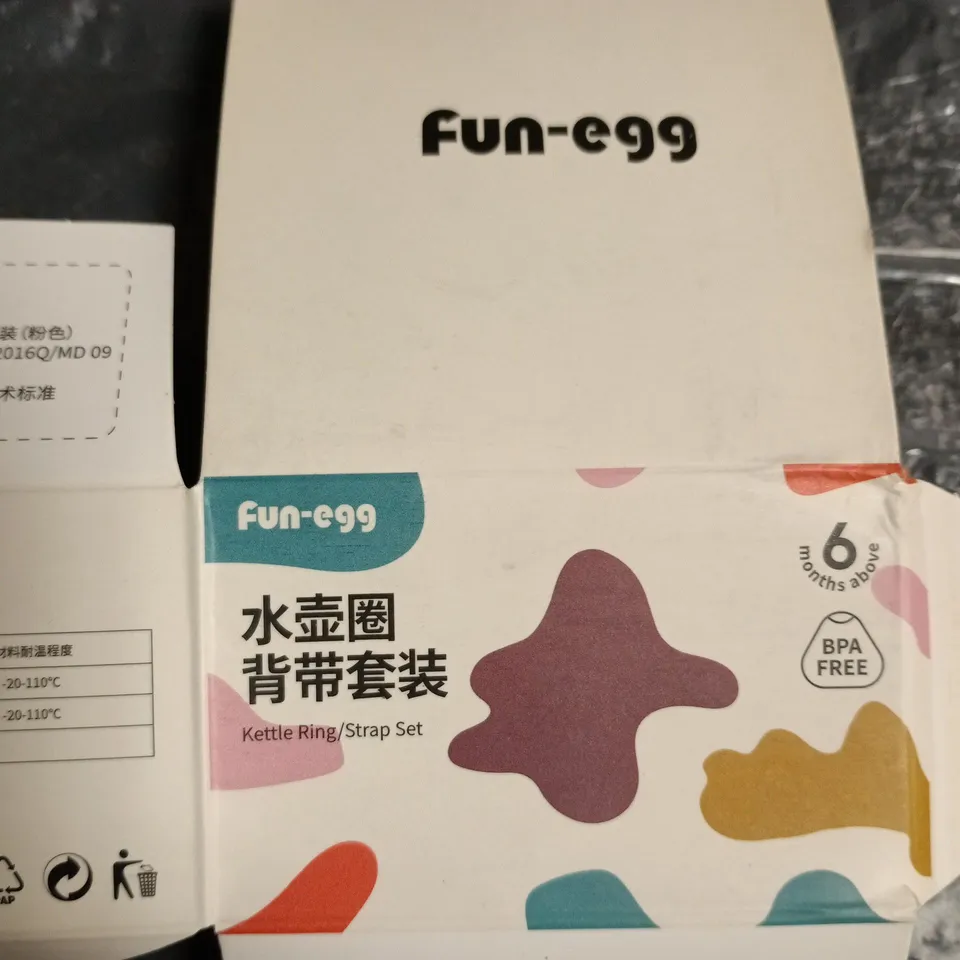 Fun-egg
装（粉色）
2016Q/MD 09
术标准
Fun-egg
6
months above
水壶圈
背带套装
Kettle Ring/Strap Set
BPA
FREE
材料耐温程度
-20-110℃
-20-110℃
PAP